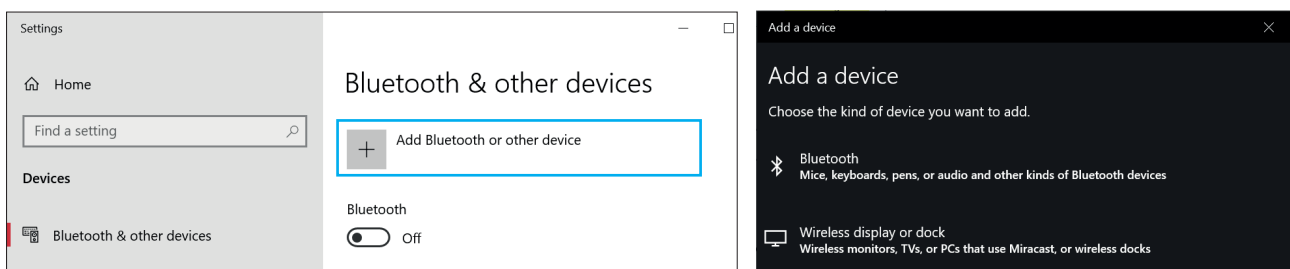 Settings
Home
Find a setting
Devices
Bluetooth & other devices
Bluetooth & other devices
Add Bluetooth or other device
Bluetooth
Off
Add a device
Add a device
Choose the kind of device you want to add.
Bluetooth
Mice, keyboards, pens, or audio and other kinds of Bluetooth devices
Wireless display or dock
Wireless monitors, TVs, or PCs that use Miracast, or wireless docks